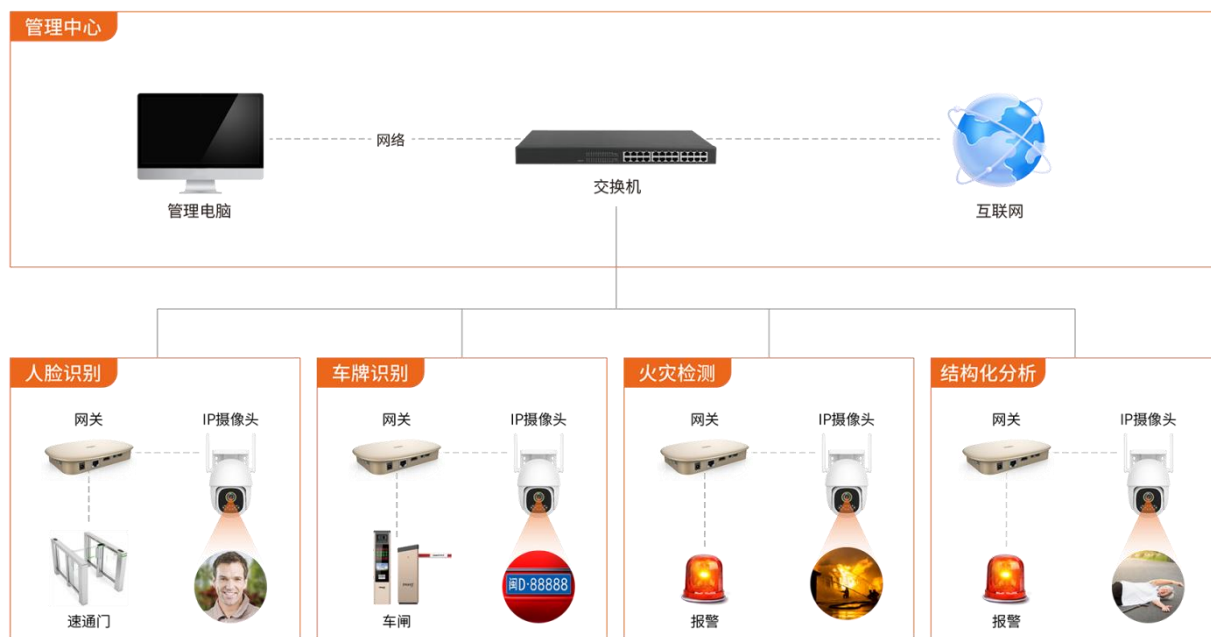 管理中心
网络
交换机
管理电脑
互联网
人脸识别
车牌识别
火灾检测
结构化分析
网关
IP摄像头
网关
IP摄像头
网关
IP摄像头
网关
IP摄像头
闽D·88888
速通门
车闸
报警
报警